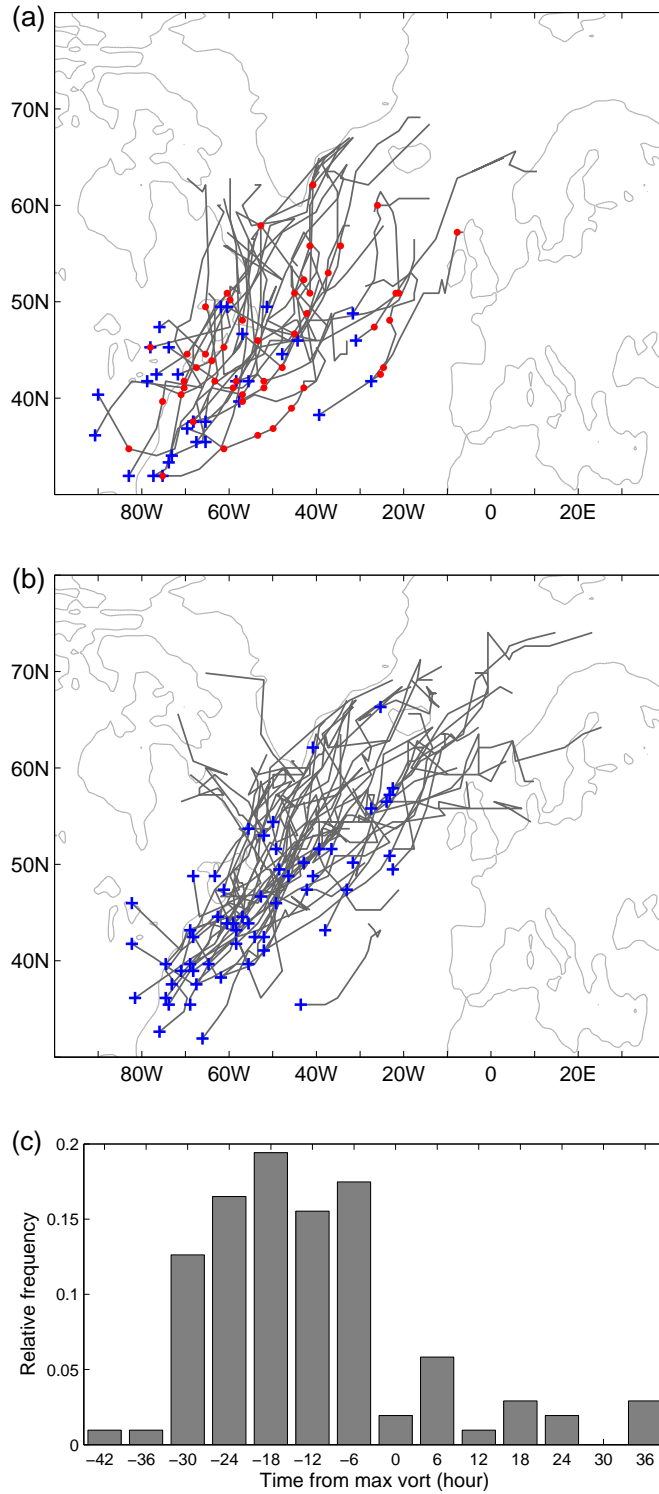 (a)
70N
60N
50N
40N
80W 60W 40W 20W 0 20E
(b)
70N
60N
50N
40N
80W 60W 40W 20W 0 20E
(c)
0.2
0.15
0.1
0.05
0
Relative frequency
−42 −36 −30 −24 −18 −12 −6 0 6 12 18 24 30 36
Time from max vort (hour)